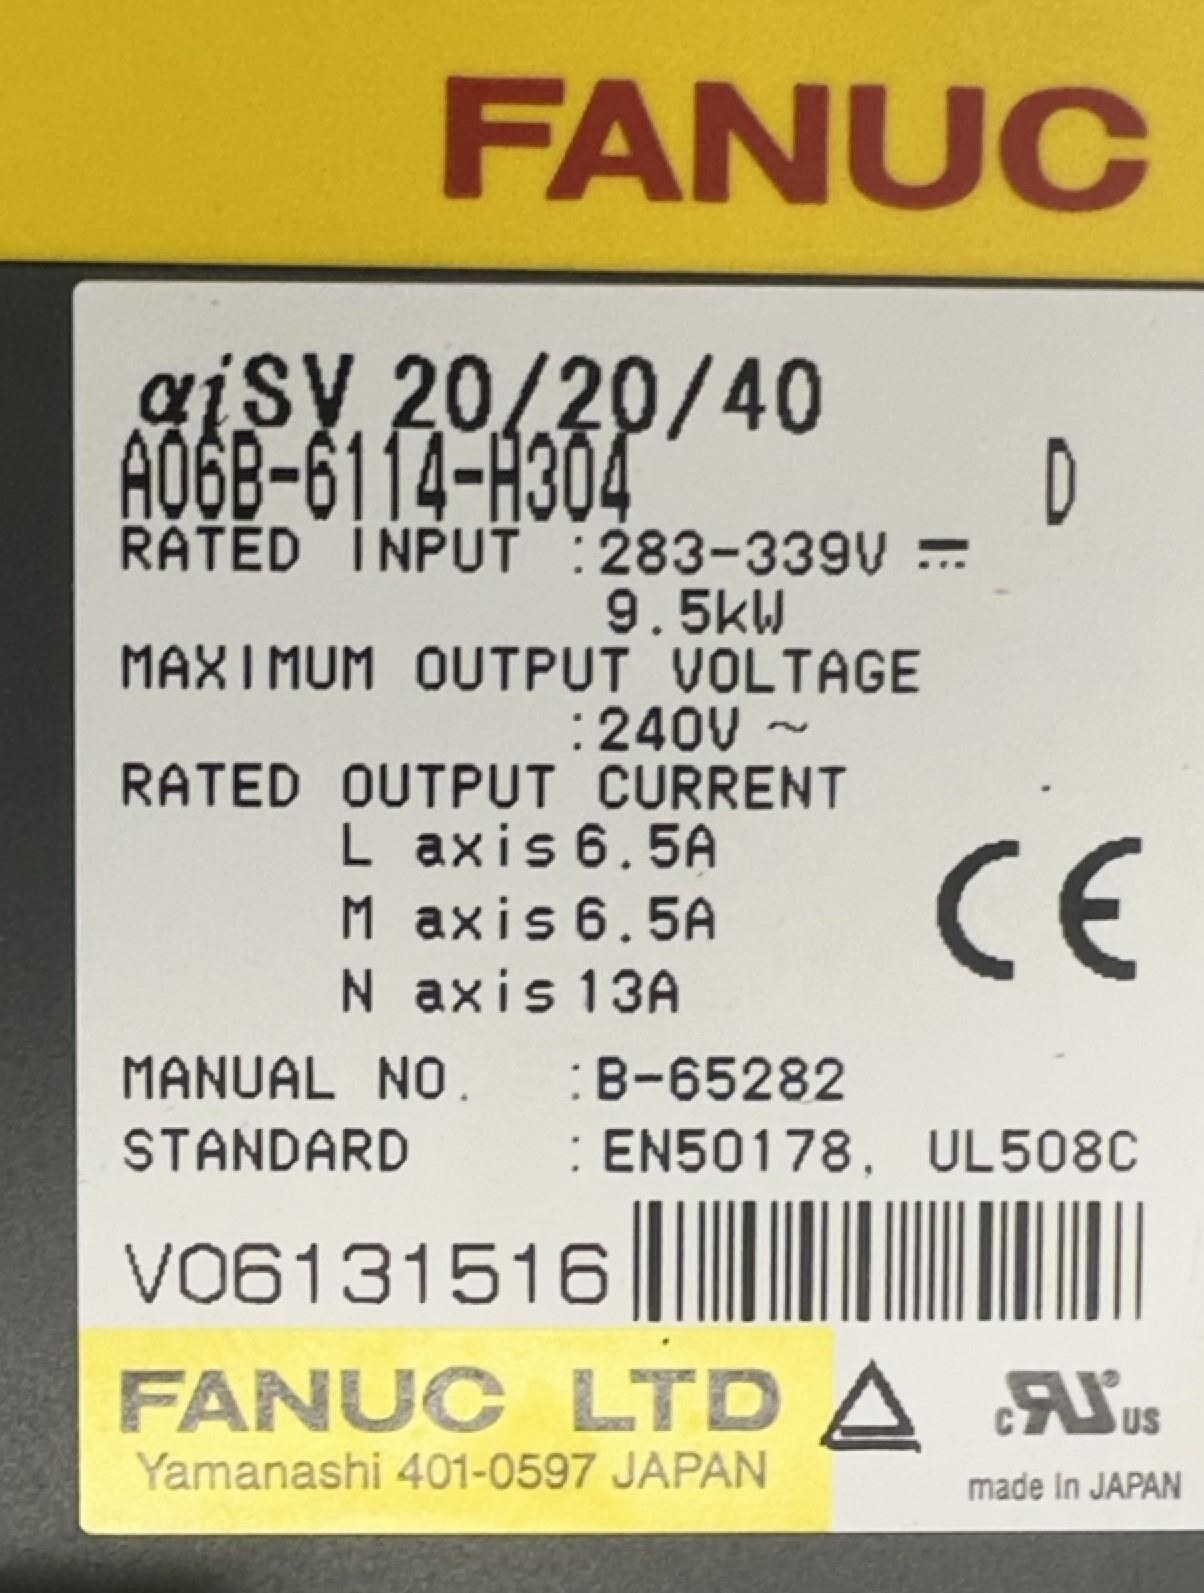 FANUC
αiSV 20/20/40
A06B-6114-H304 D
RATED INPUT :283-339V ⎓
9.5kW
MAXIMUM OUTPUT VOLTAGE
:240V ~
RATED OUTPUT CURRENT
L axis 6.5A
M axis 6.5A
N axis 13A
CE
MANUAL NO. :B-65282
STANDARD :EN50178, UL508C
V06131516
FANUC LTD
Yamanashi 401-0597 JAPAN
c RU® US
made in JAPAN